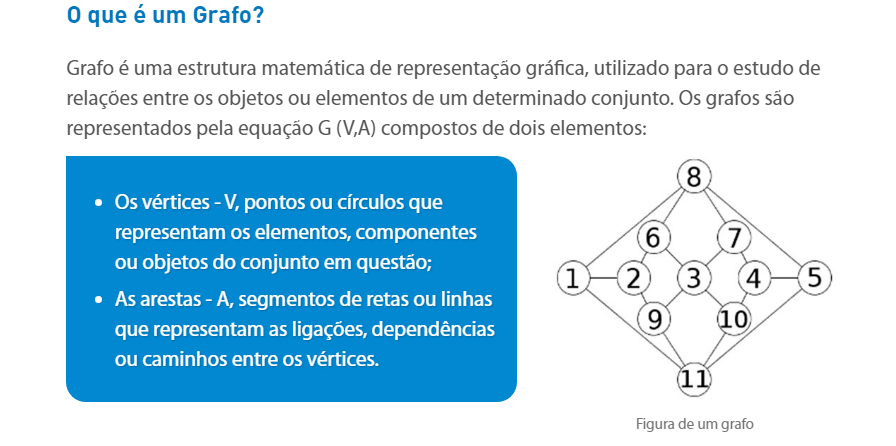 O que é um Grafo?
Grafo é uma estrutura matemática de representação gráfica, utilizado para o estudo de
relações entre os objetos ou elementos de um determinado conjunto. Os grafos são
representados pela equação G (V,A) compostos de dois elementos:
• Os vértices - V, pontos ou círculos que
representam os elementos, componentes
ou objetos do conjunto em questão;
• As arestas - A, segmentos de retas ou linhas
que representam as ligações, dependências
ou caminhos entre os vértices.
8
6 7
1 2 3 4 5
9 10
11
Figura de um grafo